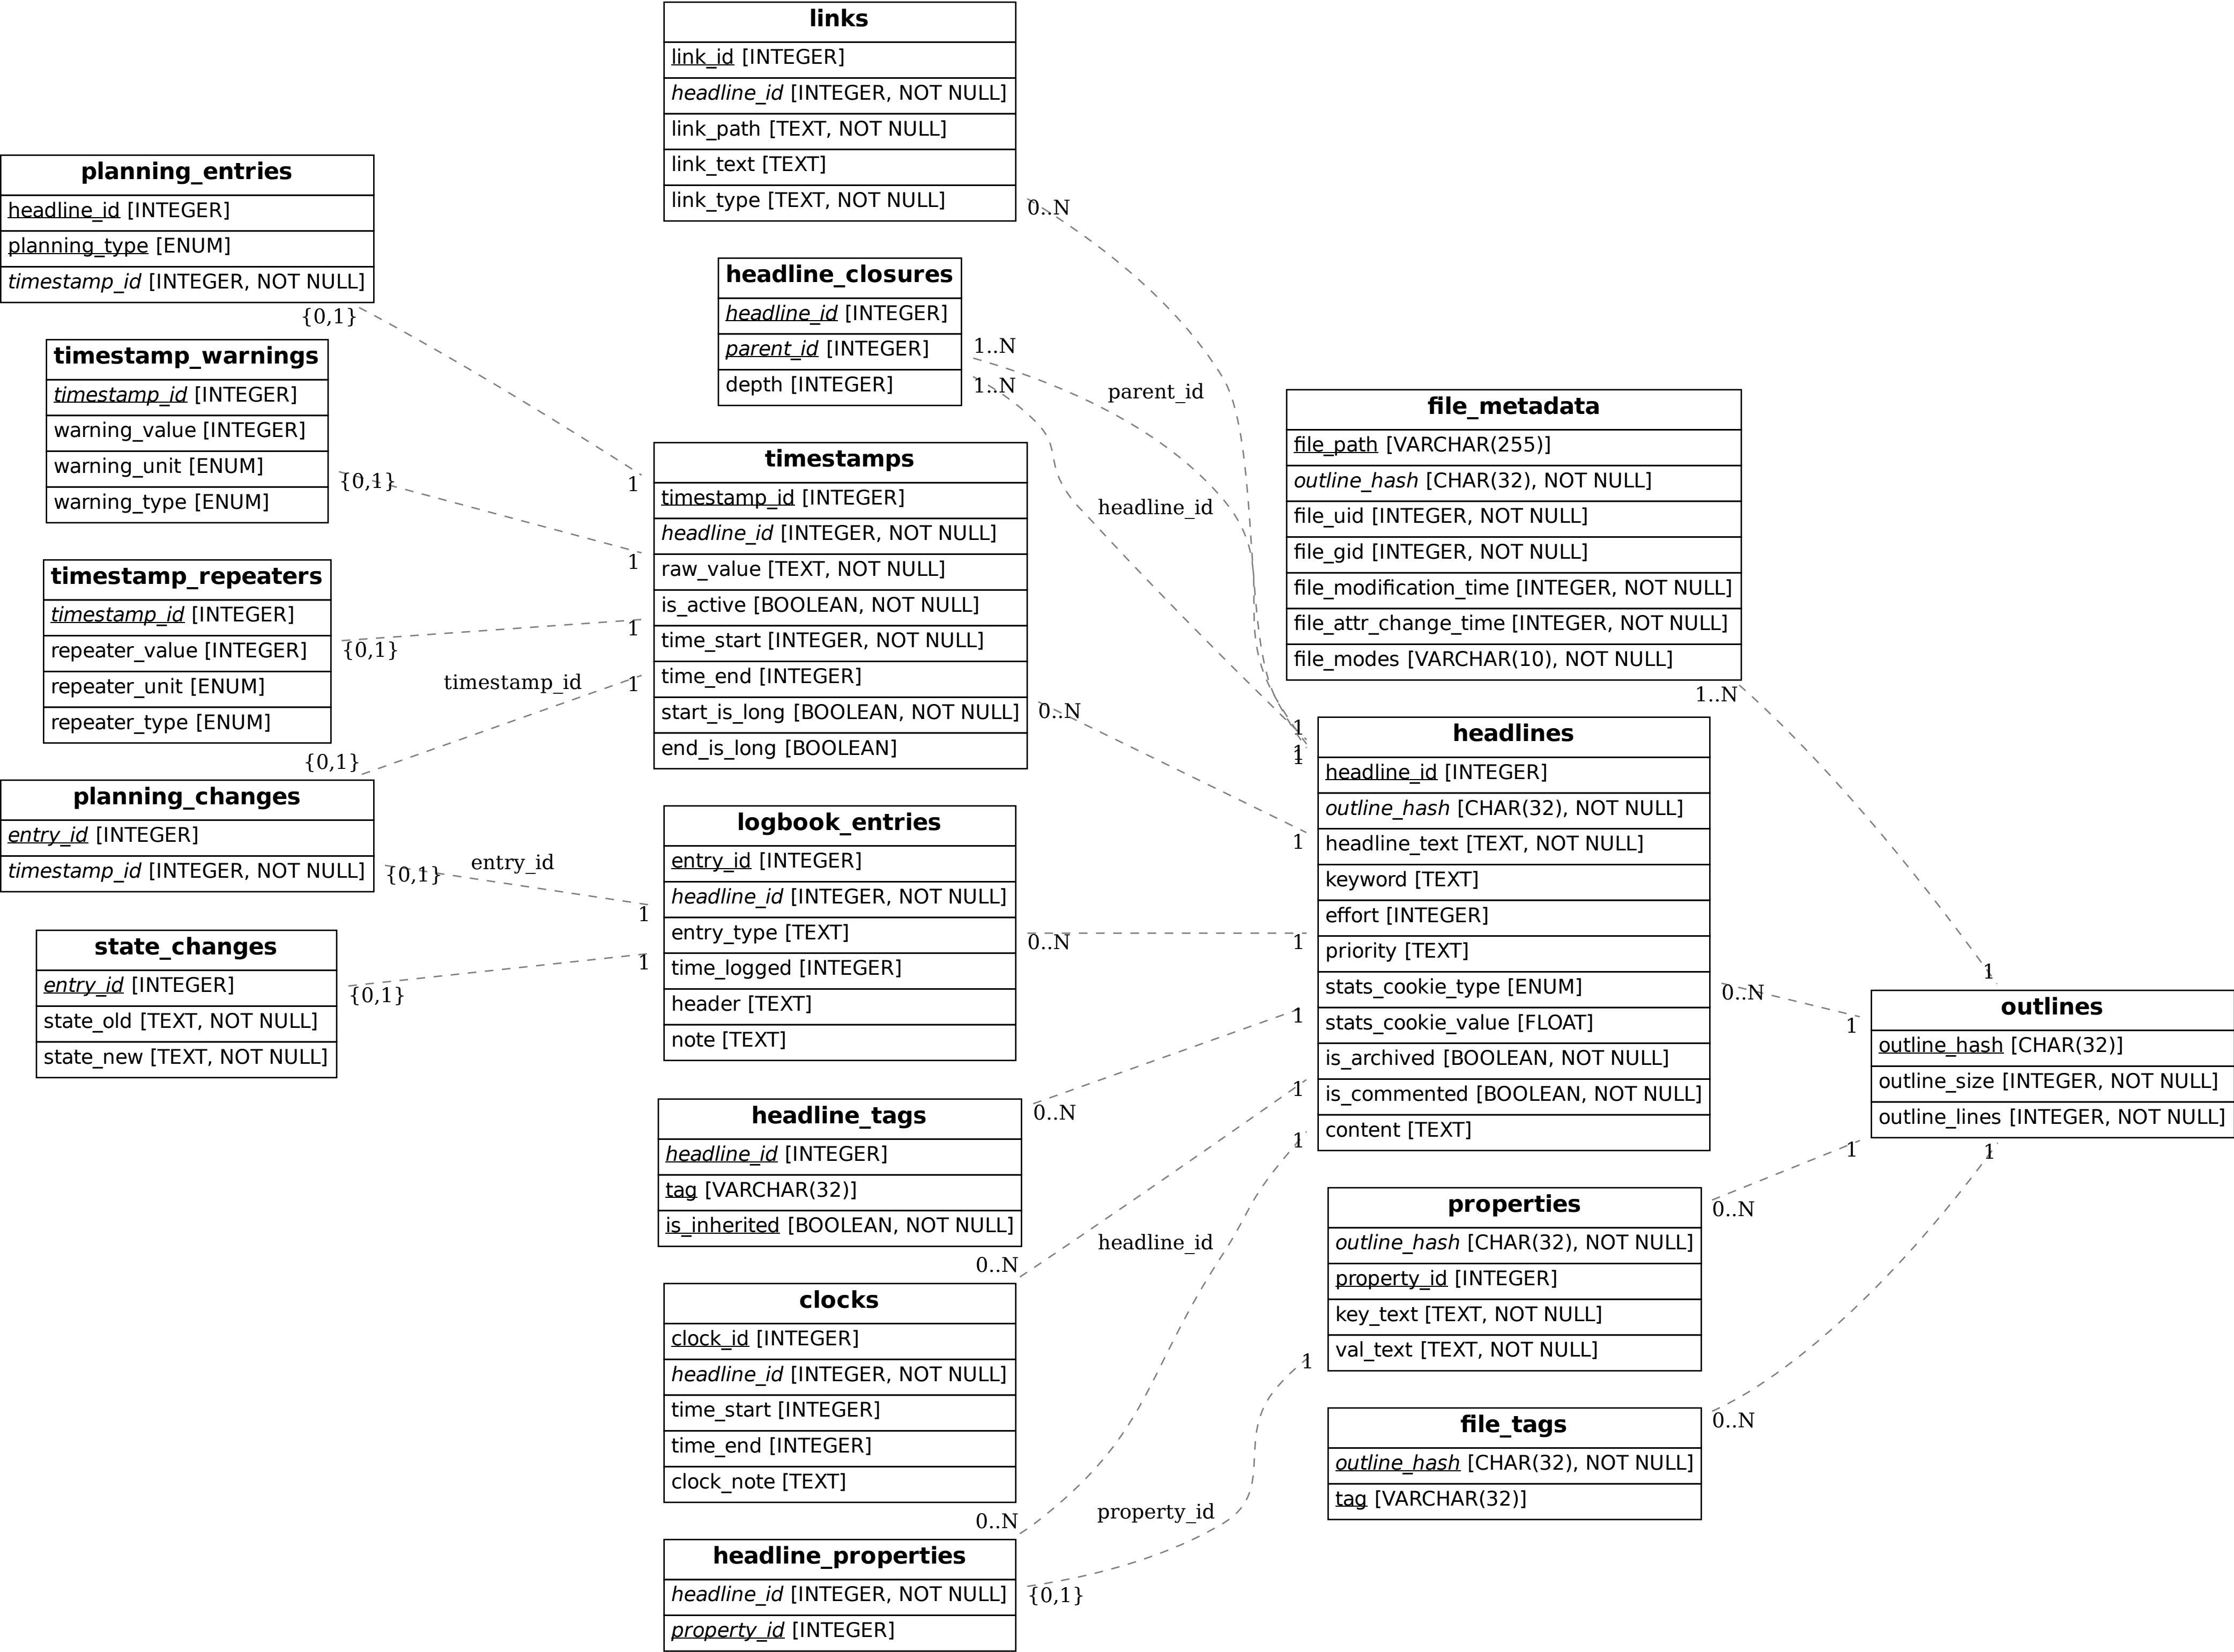 links
link_id [INTEGER]
headline_id [INTEGER, NOT NULL]
link_path [TEXT, NOT NULL]
link_text [TEXT]
link_type [TEXT, NOT NULL]
0..N
planning_entries
headline_id [INTEGER]
planning_type [ENUM]
timestamp_id [INTEGER, NOT NULL]
{0,1}
1
headline_closures
headline_id [INTEGER]
parent_id [INTEGER]
depth [INTEGER]
1..N
1..N
parent_id
headline_id
timestamp_warnings
timestamp_id [INTEGER]
warning_value [INTEGER]
warning_unit [ENUM]
warning_type [ENUM]
{0,1}
1
timestamps
timestamp_id [INTEGER]
headline_id [INTEGER, NOT NULL]
raw_value [TEXT, NOT NULL]
is_active [BOOLEAN, NOT NULL]
time_start [INTEGER, NOT NULL]
time_end [INTEGER]
start_is_long [BOOLEAN, NOT NULL]
end_is_long [BOOLEAN]
0..N
1
file_metadata
file_path [VARCHAR(255)]
outline_hash [CHAR(32), NOT NULL]
file_uid [INTEGER, NOT NULL]
file_gid [INTEGER, NOT NULL]
file_modification_time [INTEGER, NOT NULL]
file_attr_change_time [INTEGER, NOT NULL]
file_modes [VARCHAR(10), NOT NULL]
1..N
1
timestamp_repeaters
timestamp_id [INTEGER]
repeater_value [INTEGER]
repeater_unit [ENUM]
repeater_type [ENUM]
{0,1}
1
timestamp_id
1
{0,1}
planning_changes
entry_id [INTEGER]
timestamp_id [INTEGER, NOT NULL]
{0,1}
entry_id
1
headlines
headline_id [INTEGER]
outline_hash [CHAR(32), NOT NULL]
headline_text [TEXT, NOT NULL]
keyword [TEXT]
effort [INTEGER]
priority [TEXT]
stats_cookie_type [ENUM]
stats_cookie_value [FLOAT]
is_archived [BOOLEAN, NOT NULL]
is_commented [BOOLEAN, NOT NULL]
content [TEXT]
1
1
1
0..N
1
logbook_entries
entry_id [INTEGER]
headline_id [INTEGER, NOT NULL]
entry_type [TEXT]
time_logged [INTEGER]
header [TEXT]
note [TEXT]
0..N
1
state_changes
entry_id [INTEGER]
state_old [TEXT, NOT NULL]
state_new [TEXT, NOT NULL]
{0,1}
1
outlines
outline_hash [CHAR(32)]
outline_size [INTEGER, NOT NULL]
outline_lines [INTEGER, NOT NULL]
1
1
headline_tags
headline_id [INTEGER]
tag [VARCHAR(32)]
is_inherited [BOOLEAN, NOT NULL]
0..N
1
properties
outline_hash [CHAR(32), NOT NULL]
property_id [INTEGER]
key_text [TEXT, NOT NULL]
val_text [TEXT, NOT NULL]
0..N
1
clocks
clock_id [INTEGER]
headline_id [INTEGER, NOT NULL]
time_start [INTEGER]
time_end [INTEGER]
clock_note [TEXT]
0..N
1
headline_id
1
file_tags
outline_hash [CHAR(32), NOT NULL]
tag [VARCHAR(32)]
0..N
headline_properties
headline_id [INTEGER, NOT NULL]
property_id [INTEGER]
0..N
{0,1}
property_id